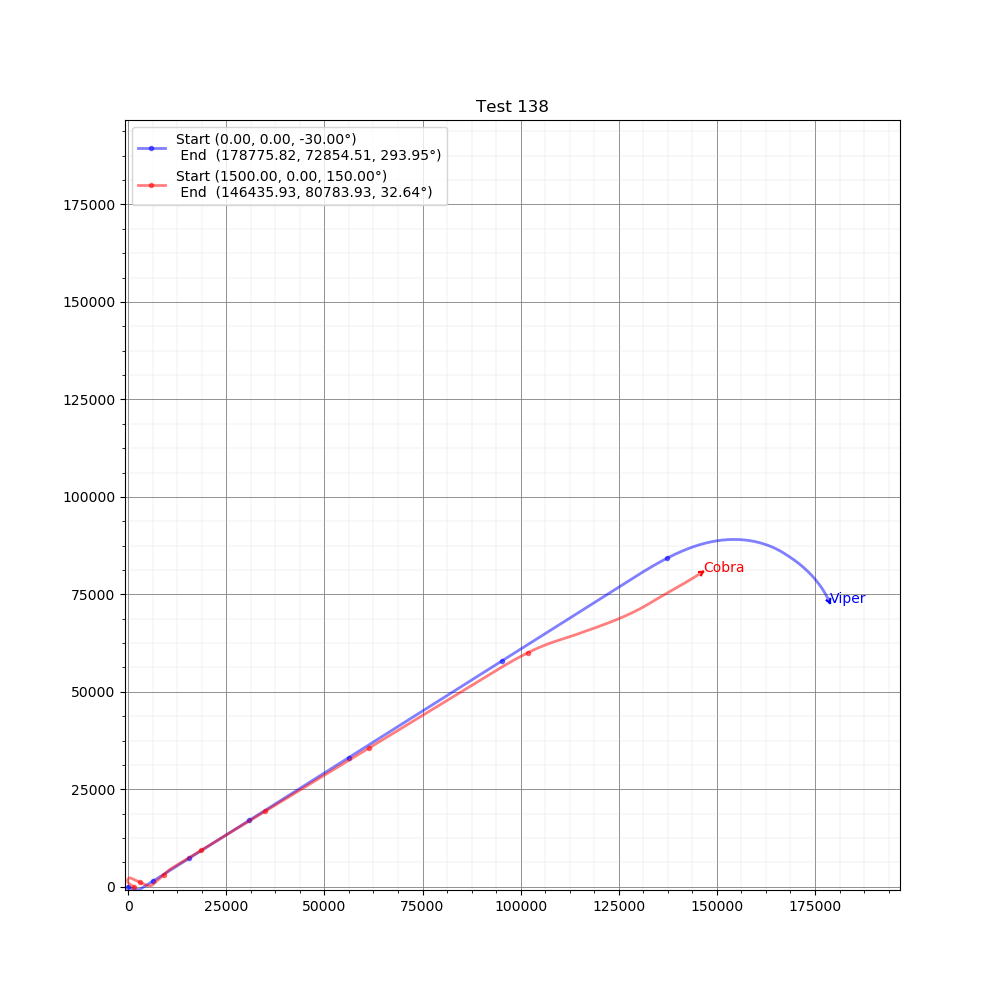 Test 138
Start (0.00, 0.00, -30.00°)
End (178775.82, 72854.51, 293.95°)
Start (1500.00, 0.00, 150.00°)
End (146435.93, 80783.93, 32.64°)
175000
150000
125000
100000
75000
50000
25000
0
Cobra
Viper
0 25000 50000 75000 100000 125000 150000 175000